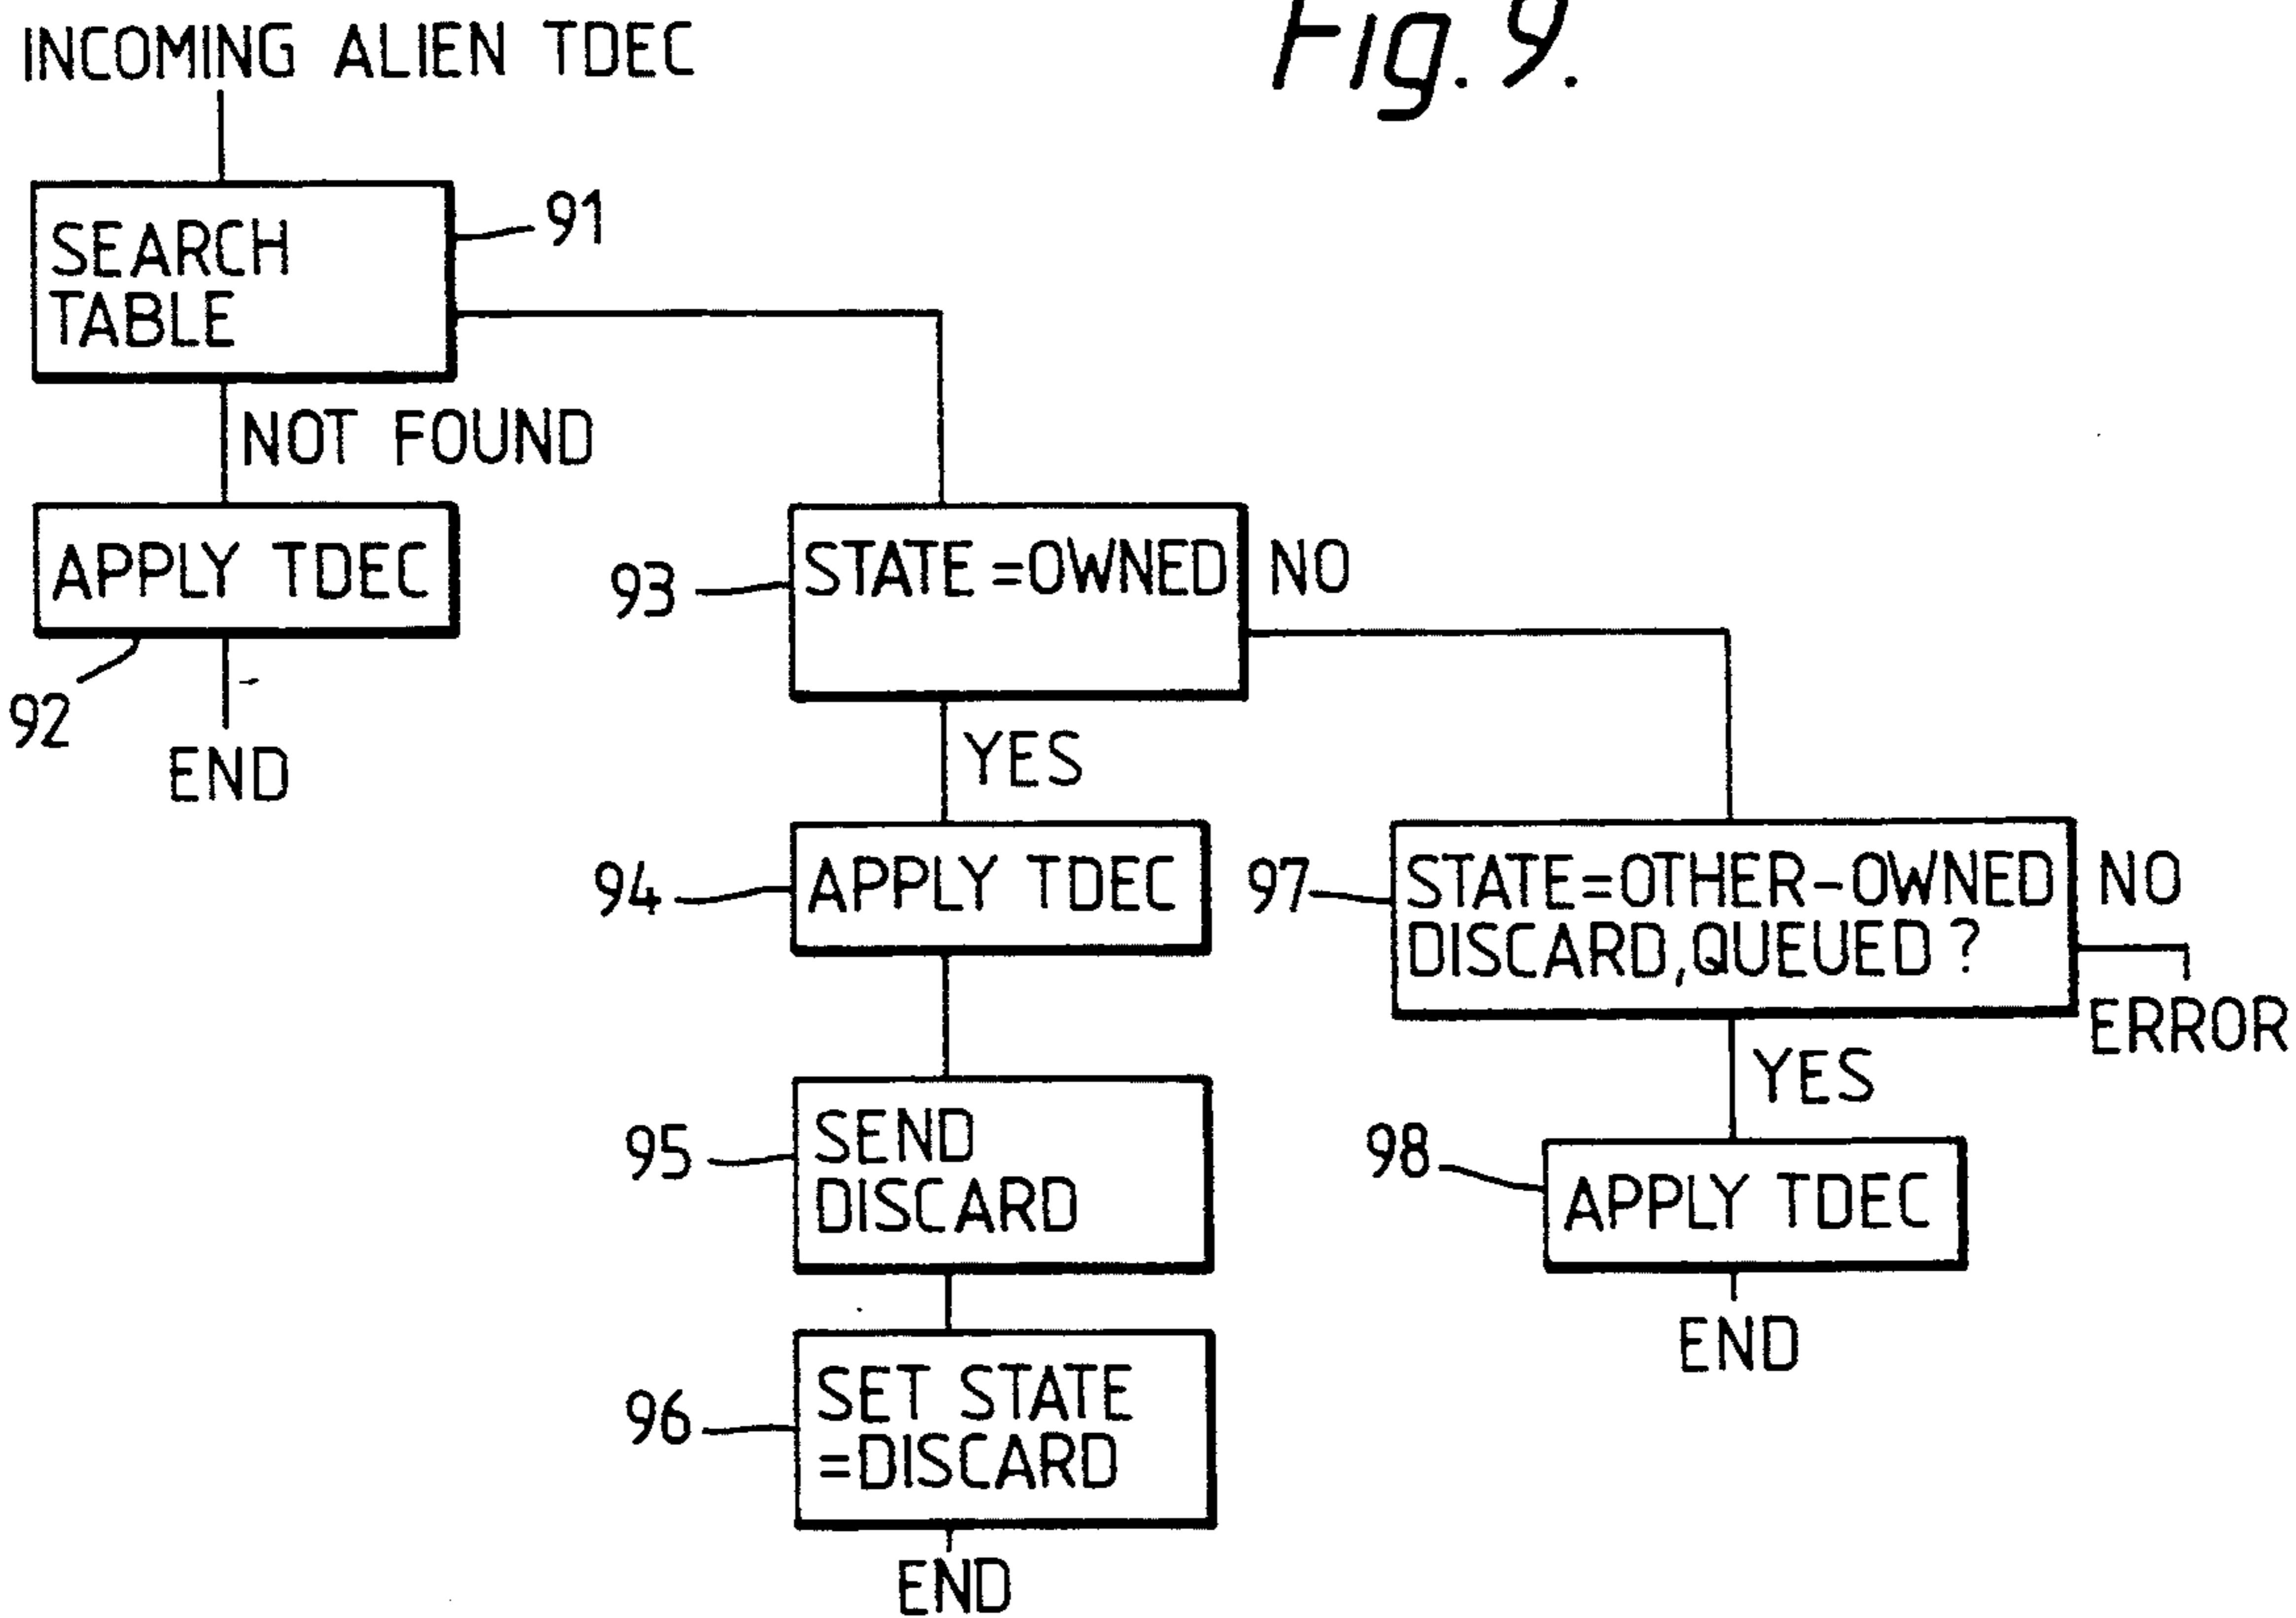 Fig. 9.
INCOMING ALIEN TDEC
SEARCH
TABLE
91
NOT FOUND
APPLY TDEC
92
END
93
STATE =OWNED
NO
YES
94
APPLY TDEC
95
SEND
DISCARD
96
SET STATE
=DISCARD
END
97
STATE=OTHER-OWNED
DISCARD,QUEUED ?
NO
ERROR
YES
98
APPLY TDEC
END